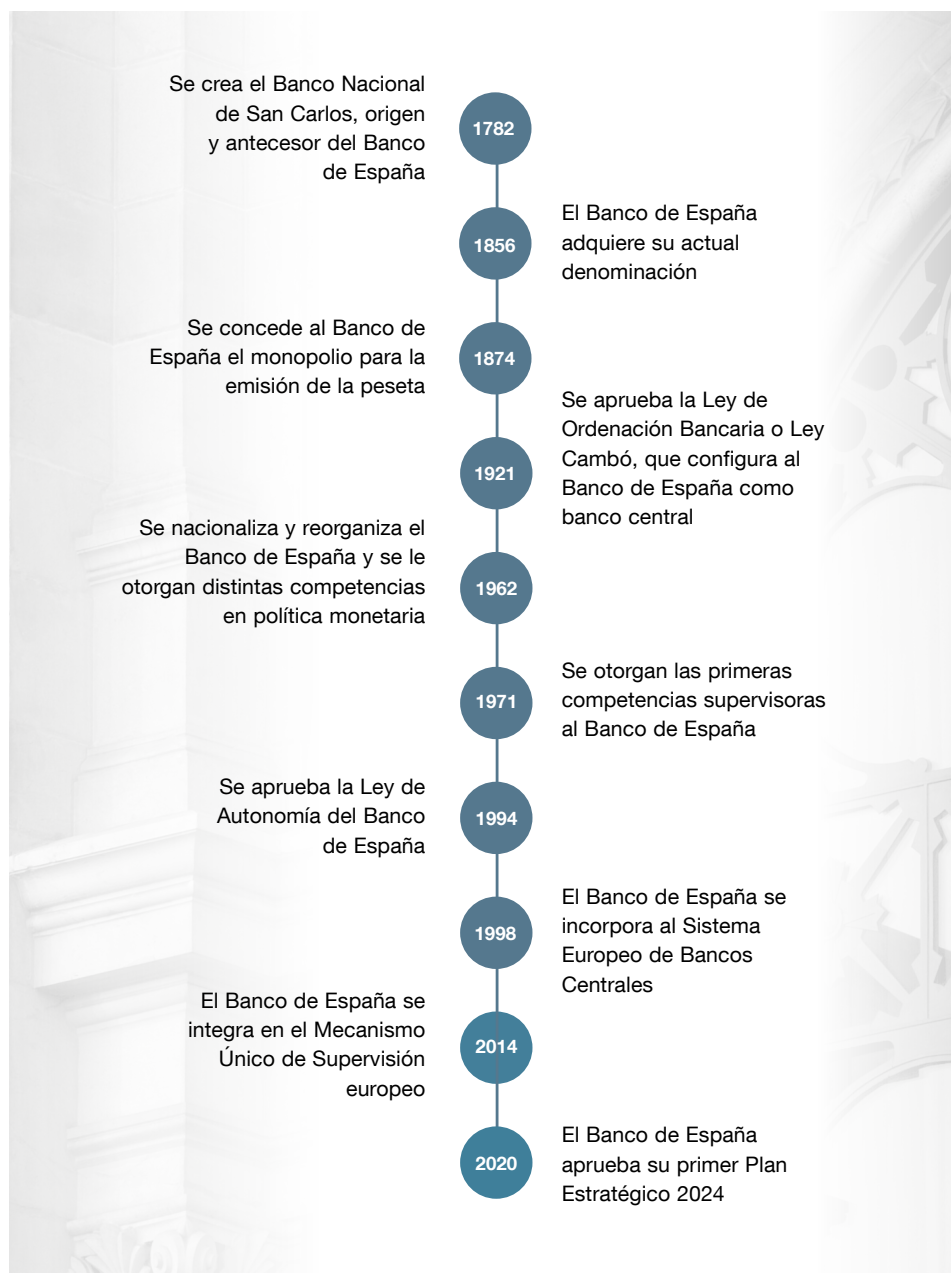 Se crea el Banco Nacional
de San Carlos, origen
y antecesor del Banco
de España
1782
El Banco de España
adquiere su actual
denominación
1856
Se concede al Banco de
España el monopolio para la
emisión de la peseta
1874
Se aprueba la Ley de
Ordenación Bancaria o Ley
Cambó, que configura al
Banco de España como
banco central
1921
Se nacionaliza y reorganiza el
Banco de España y se le
otorgan distintas competencias
en política monetaria
1962
Se otorgan las primeras
competencias supervisoras
al Banco de España
1971
Se aprueba la Ley de
Autonomía del Banco
de España
1994
El Banco de España se
incorpora al Sistema
Europeo de Bancos
Centrales
1998
El Banco de España se
integra en el Mecanismo
Único de Supervisión
europeo
2014
El Banco de España
aprueba su primer Plan
Estratégico 2024
2020